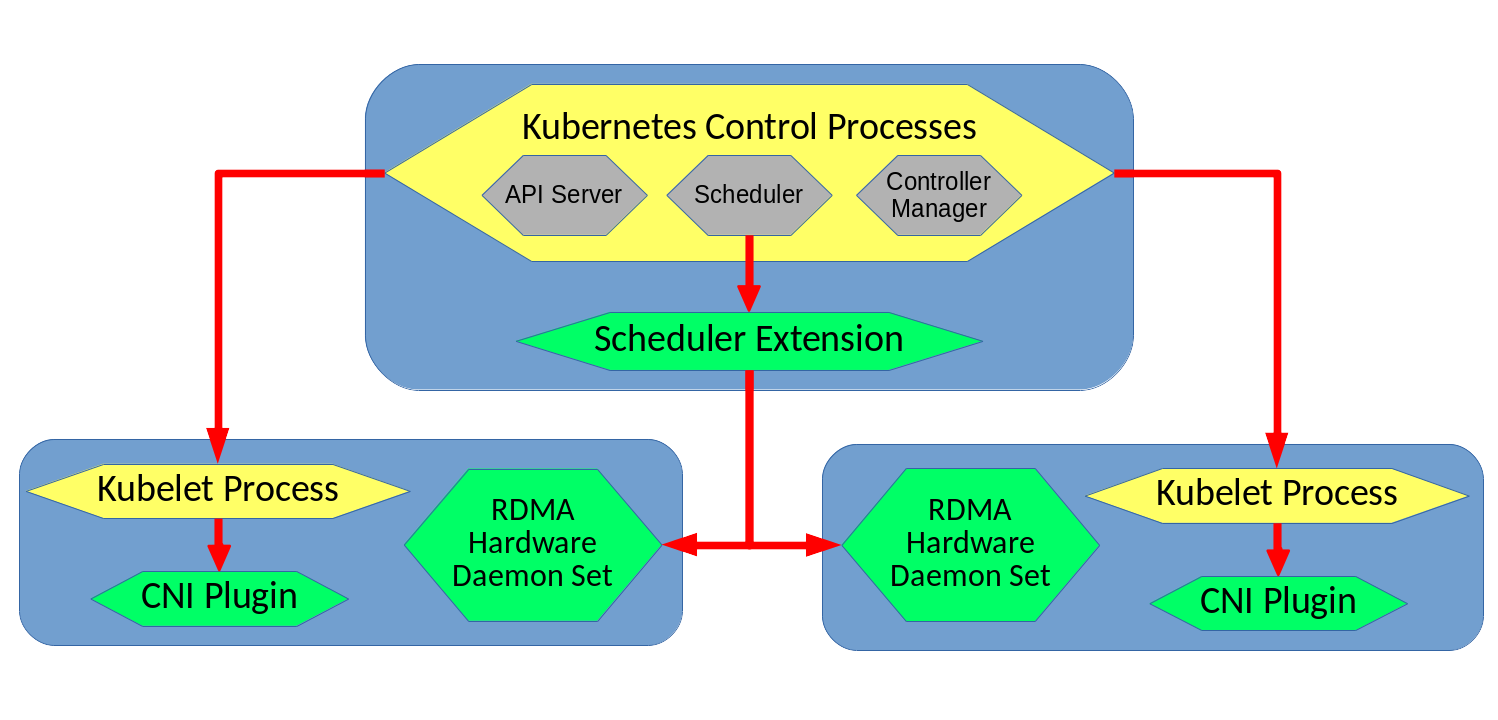 Kubernetes Control Processes
API Server
Scheduler
Controller
Manager
Scheduler Extension
Kubelet Process
CNI Plugin
RDMA
Hardware
Daemon Set
RDMA
Hardware
Daemon Set
Kubelet Process
CNI Plugin